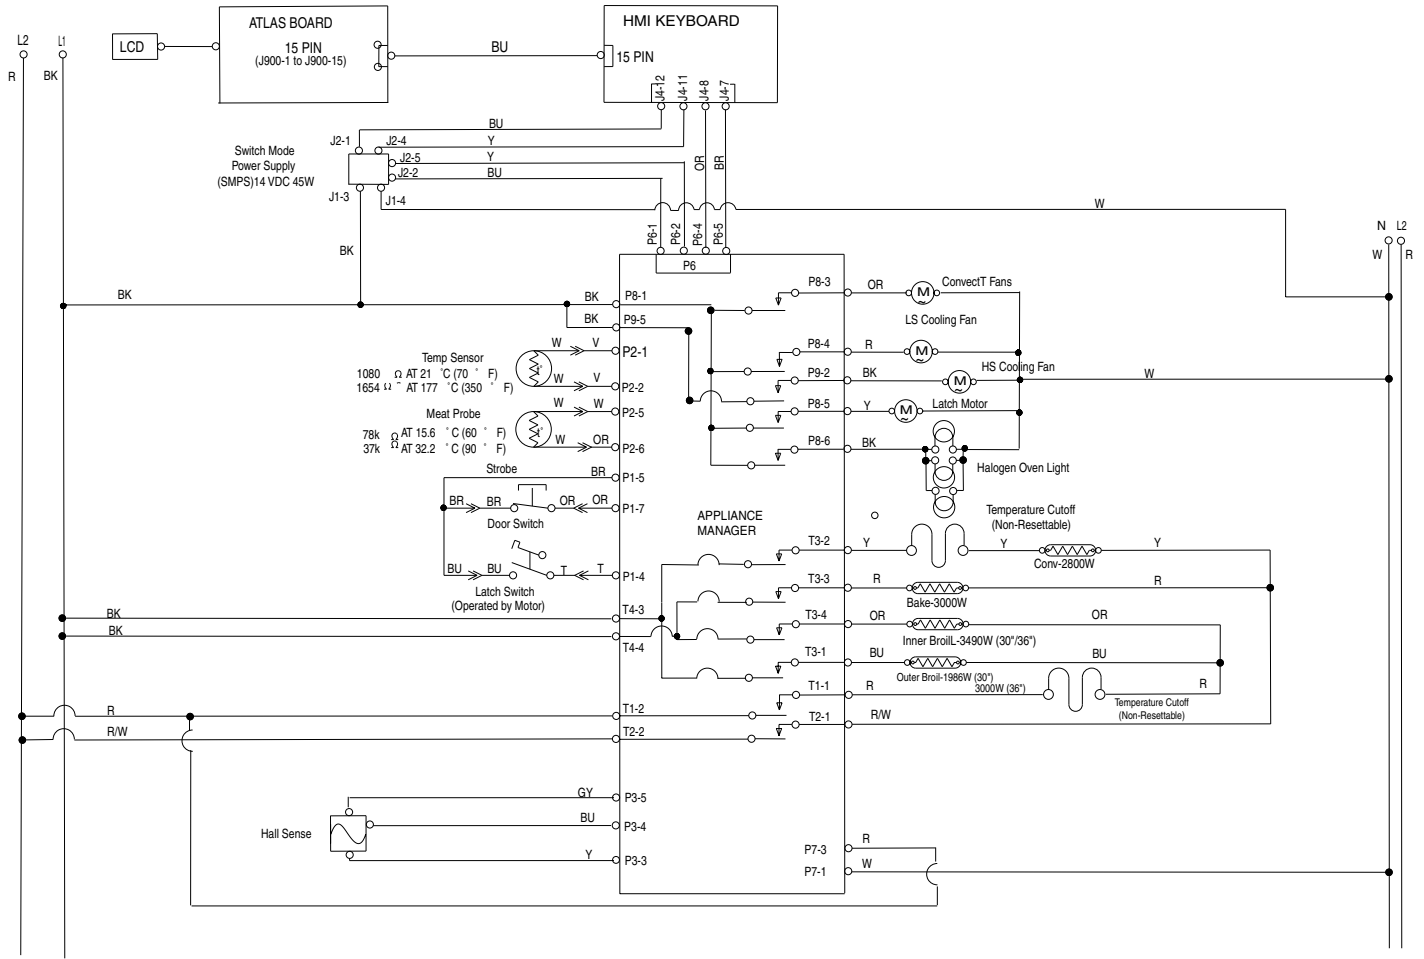 ATLAS BOARD
15 PIN
(J900-1 to J900-15)
LCD
BU
HMI KEYBOARD
15 PIN
J4-12
J4-11
J4-8
J4-7
L2
L1
R
BK
Switch Mode
Power Supply
(SMPS)14 VDC 45W
J2-1
J2-4
J2-5
J2-2
J1-3
J1-4
BU
Y
Y
BU
OR
BR
W
BK
P6-1
P6-2
P6-4
P6-5
P6
N
L2
W
R
BK
BK
P8-1
BK
P9-5
Temp Sensor
1080 Ω AT 21 °C (70 ° F)
1654 Ω AT 177 °C (350 ° F)
W
V
P2-1
W
V
P2-2
Meat Probe
78k Ω AT 15.6 °C (60 ° F)
37k Ω AT 32.2 °C (90 ° F)
W
W
P2-5
W
OR
P2-6
t°
t°
Strobe
BR
P1-5
BR
BR
OR
OR
P1-7
Door Switch
BU
BU
T
T
P1-4
Latch Switch
(Operated by Motor)
BK
T4-3
BK
T4-4
R
T1-2
R/W
T2-2
Hall Sense
GY
P3-5
BU
P3-4
Y
P3-3
APPLIANCE
MANAGER
P8-3
OR
M
ConvectT Fans
LS Cooling Fan
P8-4
R
M
~
HS Cooling Fan
P9-2
BK
M
~
W
P8-5
Y
M
~
Latch Motor
P8-6
BK
Halogen Oven Light
Temperature Cutoff
(Non-Resettable)
T3-2
Y
Y
Y
Conv-2800W
T3-3
R
R
Bake-3000W
T3-4
OR
OR
Inner BroilL-3490W (30"/36")
T3-1
BU
BU
Outer Broil-1986W (30")
3000W (36")
T1-1
R
R
Temperature Cutoff
(Non-Resettable)
T2-1
R/W
P7-3
R
P7-1
W